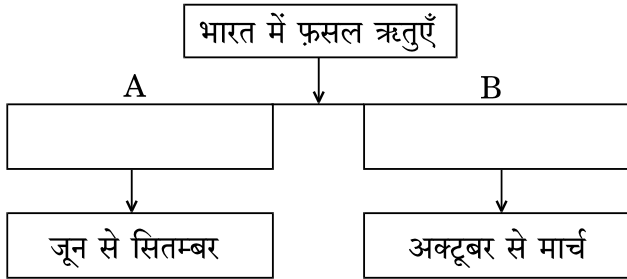 भारत में फ़सल ऋतुएँ
A
B
जून से सितम्बर
अक्टूबर से मार्च